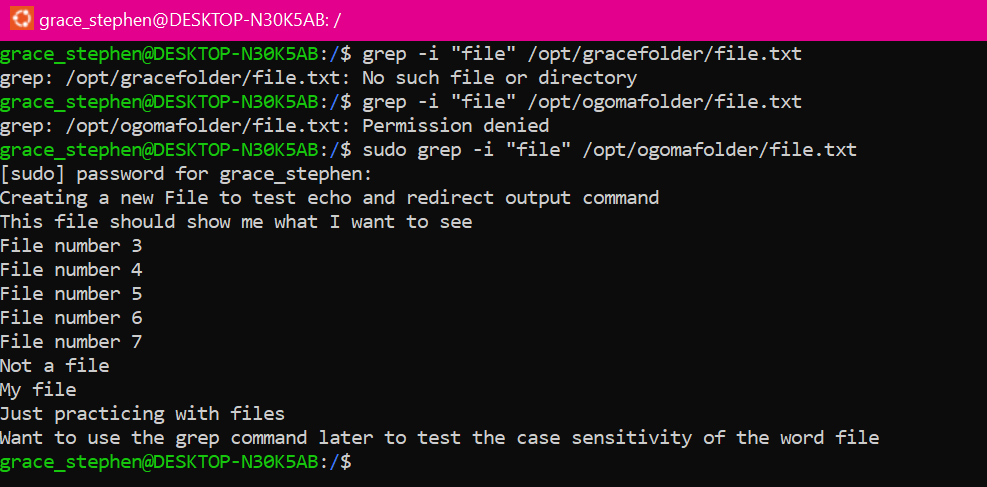 grace_stephen@DESKTOP-N30K5AB: /
grace_stephen@DESKTOP-N30K5AB:/$ grep -i "file" /opt/gracefolder/file.txt
grep: /opt/gracefolder/file.txt: No such file or directory
grace_stephen@DESKTOP-N30K5AB:/$ grep -i "file" /opt/ogomafolder/file.txt
grep: /opt/ogomafolder/file.txt: Permission denied
grace_stephen@DESKTOP-N30K5AB:/$ sudo grep -i "file" /opt/ogomafolder/file.txt
[sudo] password for grace_stephen:
Creating a new File to test echo and redirect output command
This file should show me what I want to see
File number 3
File number 4
File number 5
File number 6
File number 7
Not a file
My file
Just practicing with files
Want to use the grep command later to test the case sensitivity of the word file
grace_stephen@DESKTOP-N30K5AB:/$